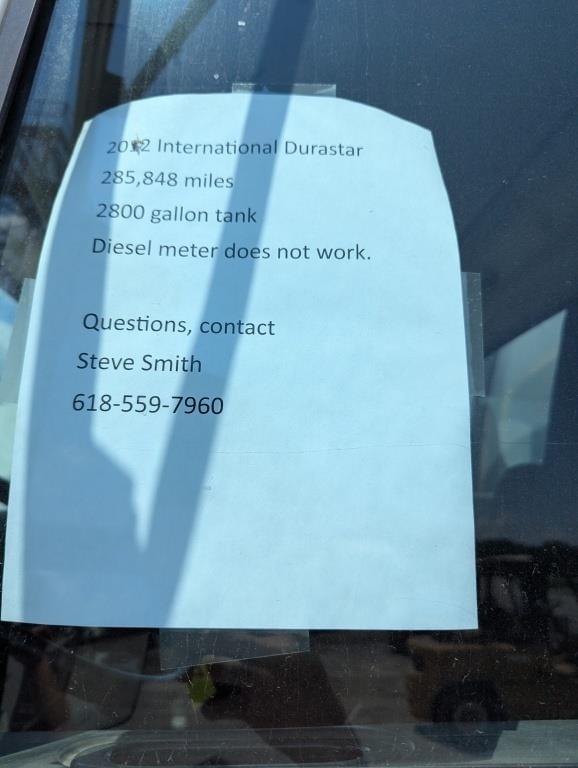 2012 International Durastar
285,848 miles
2800 gallon tank
Diesel meter does not work.
Questions, contact
Steve Smith
618-559-7960